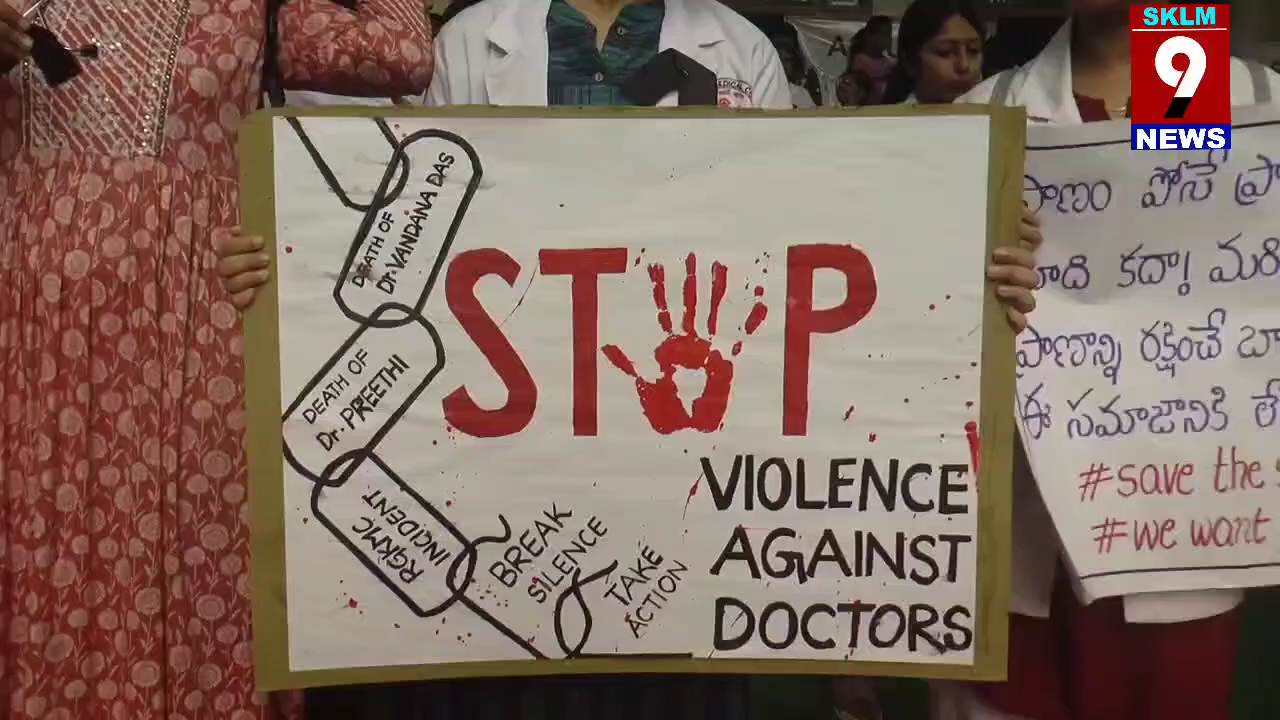 SKLM
9
NEWS
DEATH OF
Dr. VANDANA DAS
DEATH OF
Dr. PREETHI
RGKMC
INCIDENT
BREAK
SILENCE
TAKE
ACTION
STOP
VIOLENCE
AGAINST
DOCTORS
ప్రాణం పోసే
కదా! మరి
ప్రాణాన్ని రక్షించే
ఈ సమాజానికి
#save the
#we want